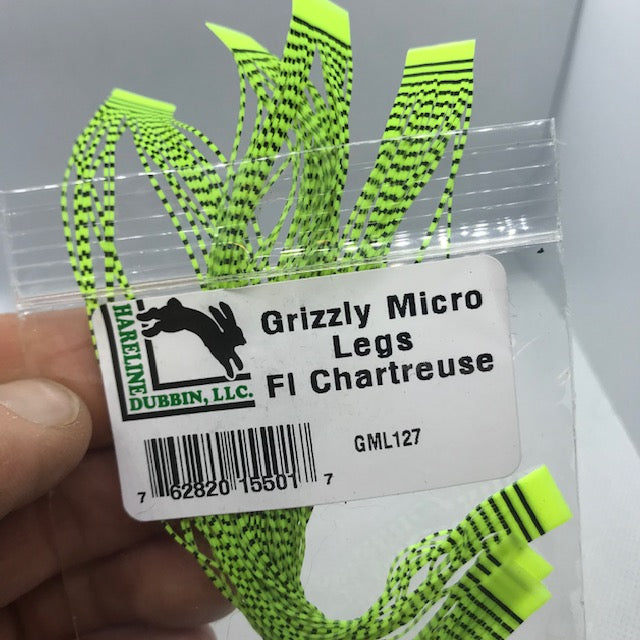 HARELINE
DUBBIN, LLC.
Grizzly Micro
Legs
Fl Chartreuse
GML127
7 62820 15501 7